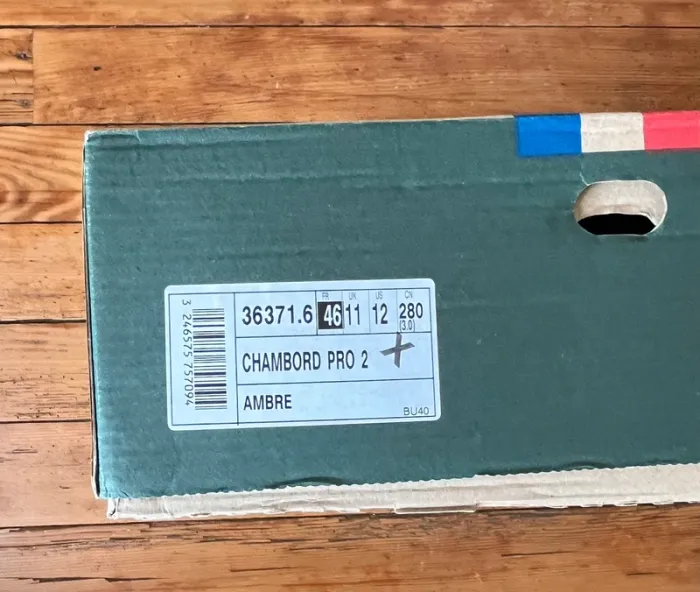 3 246575 757094
FR UK US CN
36371.6 46 11 12 280
(3.0)
CHAMBORD PRO 2
AMBRE
BU40